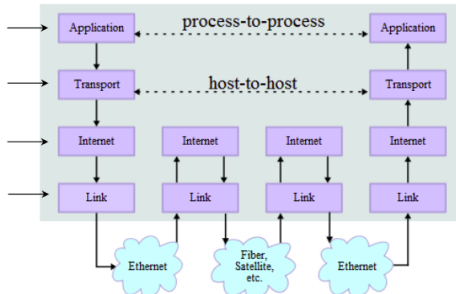 Application
process-to-process
Application
Transport
host-to-host
Transport
Internet
Internet
Internet
Internet
Link
Link
Link
Link
Ethernet
Fiber,
Satellite,
etc.
Ethernet